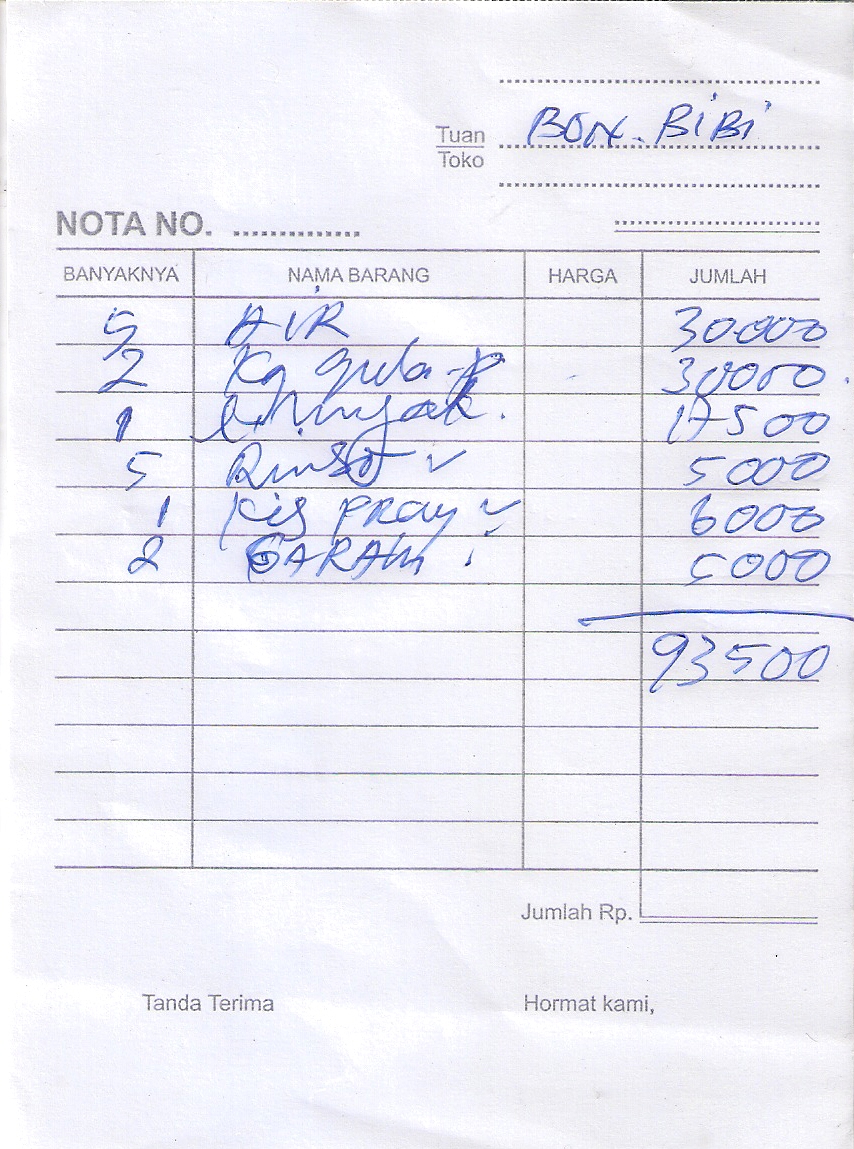 Tuan BON. BiBi
Toko
NOTA NO. ..............
BANYAKNYA NAMA BARANG HARGA JUMLAH
5 AIR 30000
2 Kg gula-P 30000.
1 L. minyak. 17500
5 Rinso ✓ 5000
1 Kis PRay ✓ 6000
2 GARAM 5000
93500
Jumlah Rp.
Tanda Terima Hormat kami,